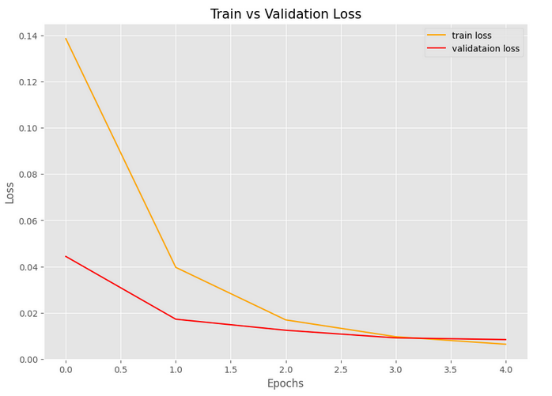 Train vs Validation Loss
train loss
validataion loss
0.14
0.12
0.10
0.08
0.06
0.04
0.02
0.00
Loss
0.0 0.5 1.0 1.5 2.0 2.5 3.0 3.5 4.0
Epochs